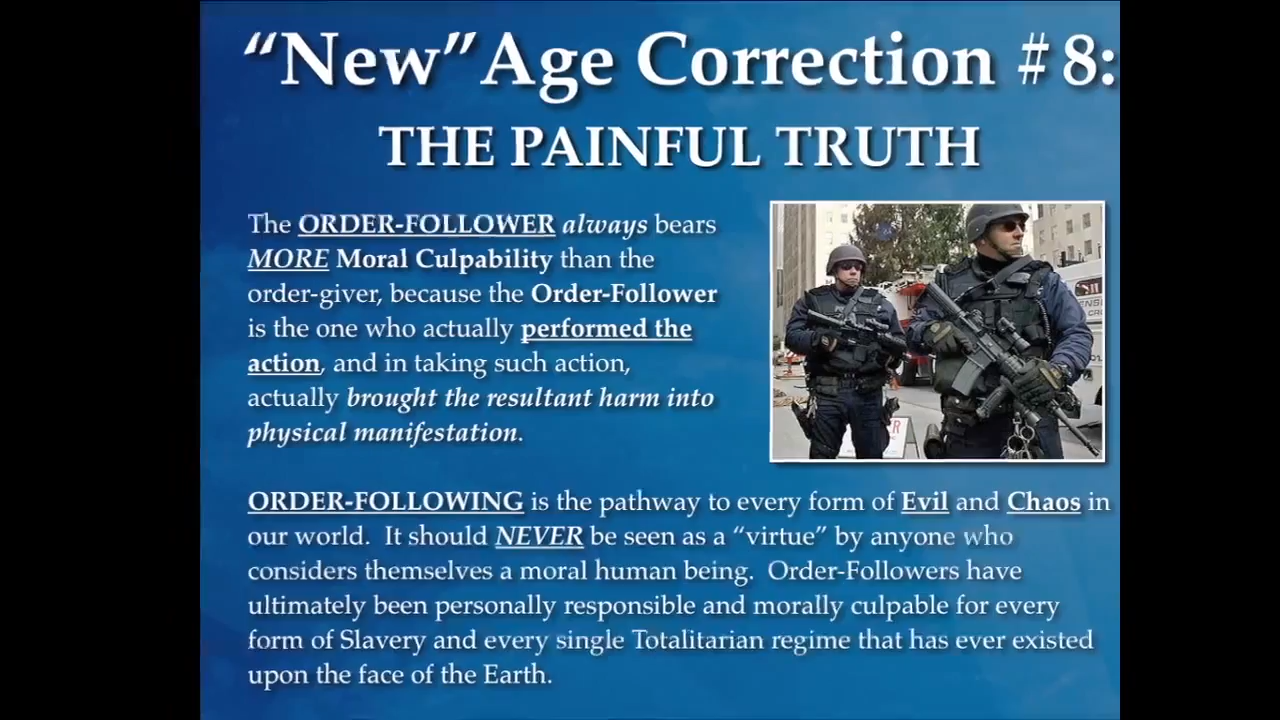 “New” Age Correction # 8:
THE PAINFUL TRUTH
The ORDER-FOLLOWER always bears
MORE Moral Culpability than the
order-giver, because the Order-Follower
is the one who actually performed the
action, and in taking such action,
actually brought the resultant harm into
physical manifestation.
ORDER-FOLLOWING is the pathway to every form of Evil and Chaos in
our world. It should NEVER be seen as a “virtue” by anyone who
considers themselves a moral human being. Order-Followers have
ultimately been personally responsible and morally culpable for every
form of Slavery and every single Totalitarian regime that has ever existed
upon the face of the Earth.